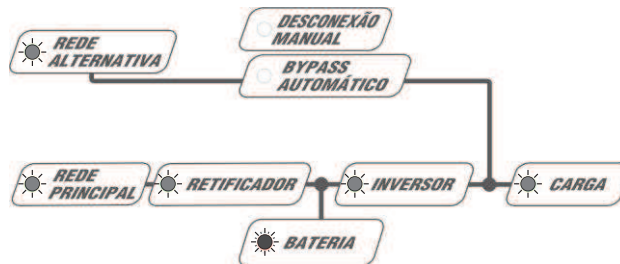 DESCONEXÃO
MANUAL
REDE
ALTERNATIVA
BYPASS
AUTOMÁTICO
REDE
PRINCIPAL
RETIFICADOR
INVERSOR
CARGA
BATERIA